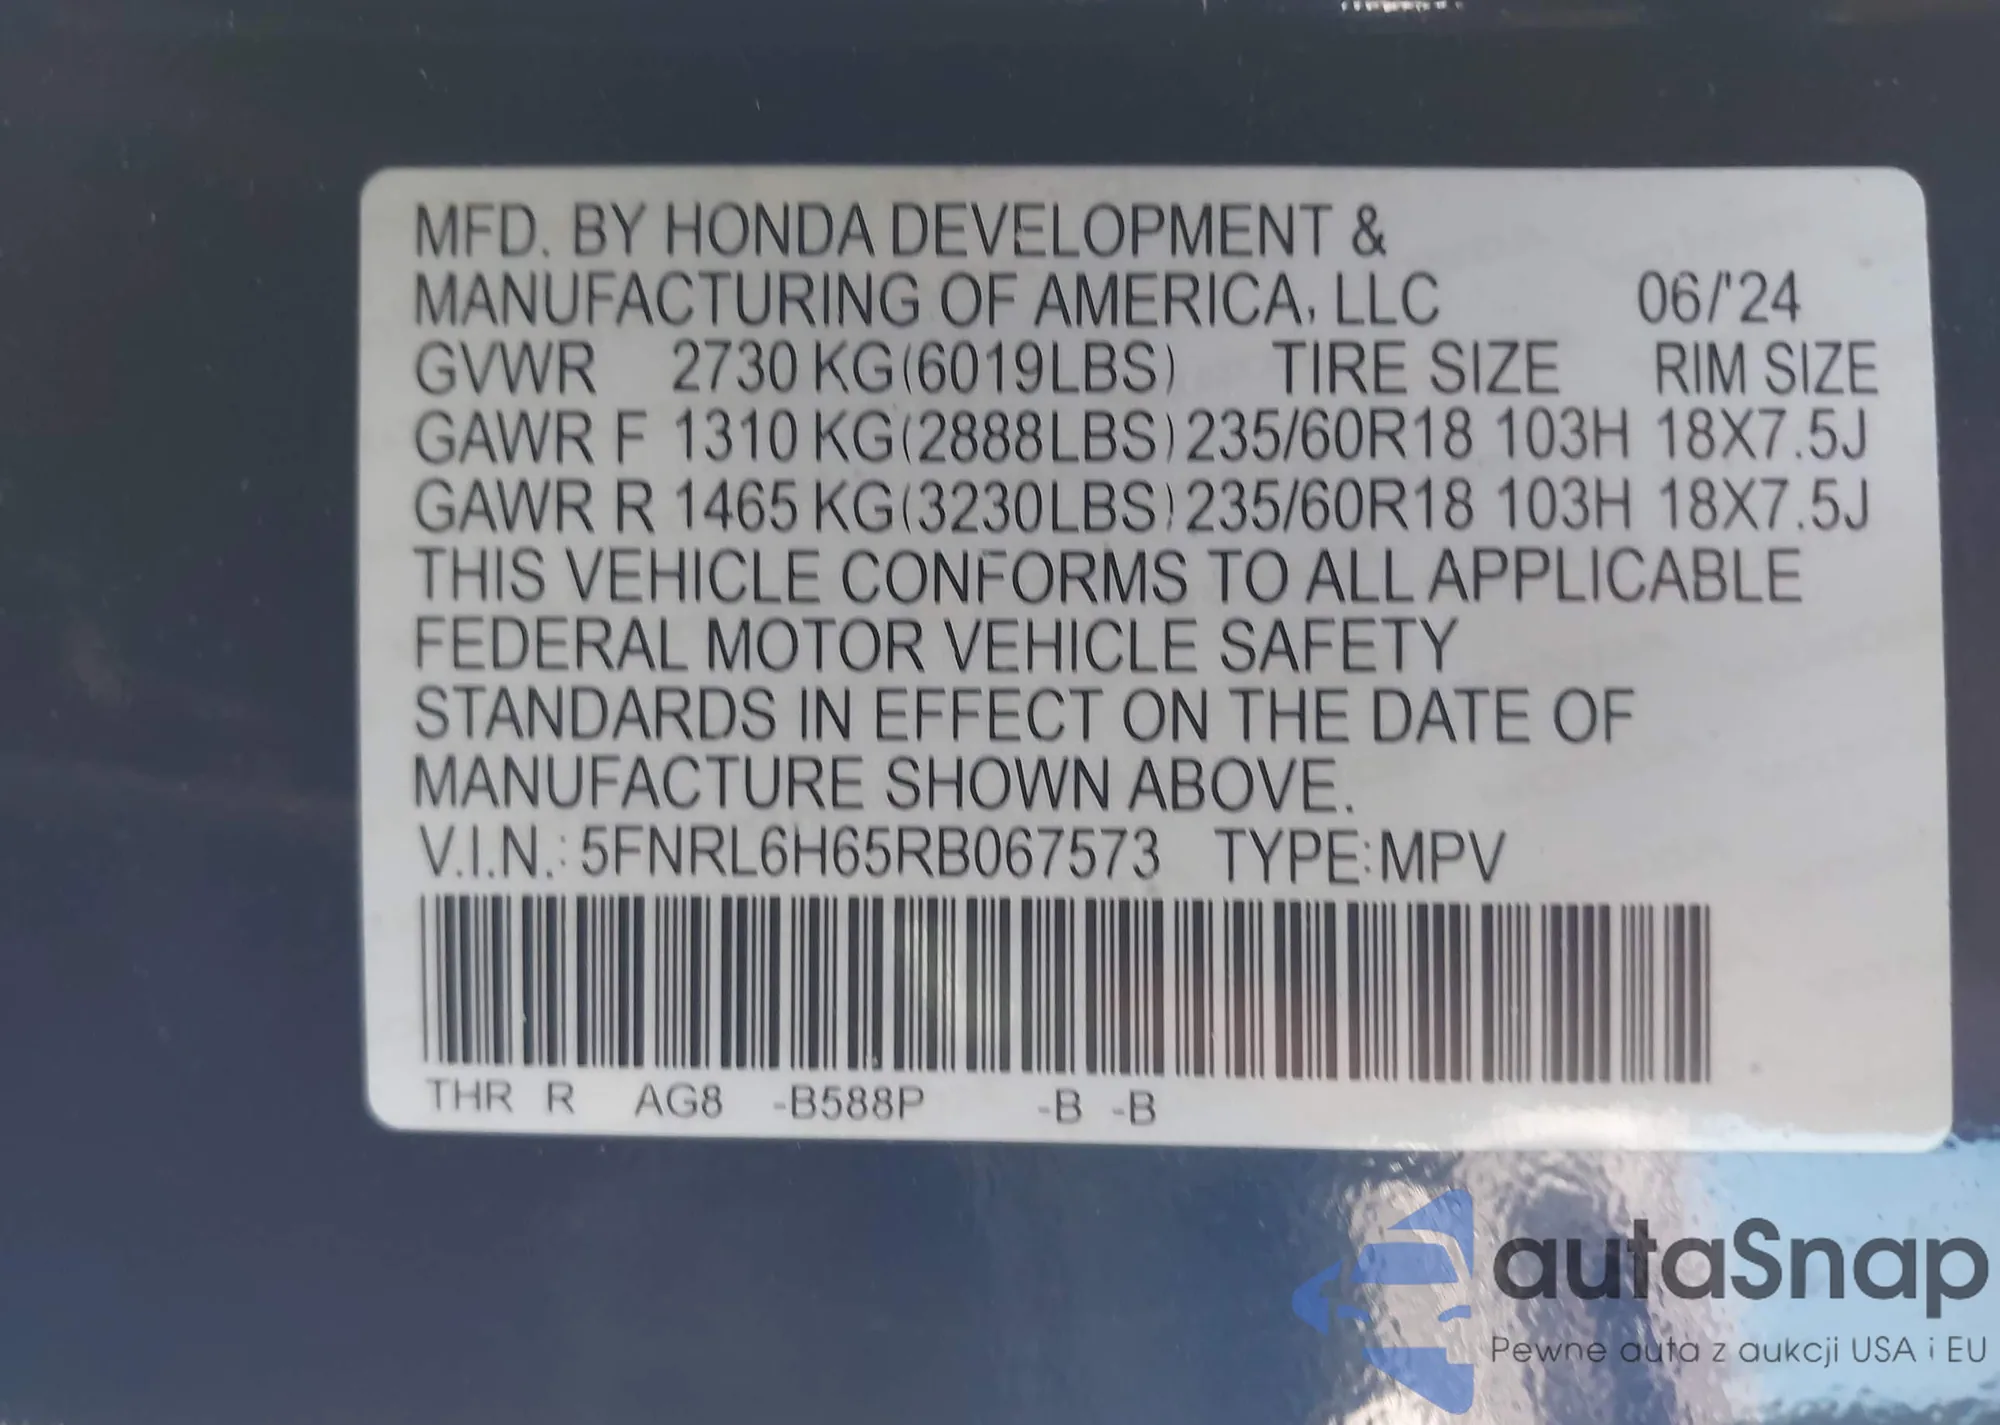 MFD. BY HONDA DEVELOPMENT &
MANUFACTURING OF AMERICA, LLC 06/'24
GVWR 2730 KG(6019LBS) TIRE SIZE RIM SIZE
GAWR F 1310 KG(2888LBS) 235/60R18 103H 18X7.5J
GAWR R 1465 KG(3230LBS) 235/60R18 103H 18X7.5J
THIS VEHICLE CONFORMS TO ALL APPLICABLE
FEDERAL MOTOR VEHICLE SAFETY
STANDARDS IN EFFECT ON THE DATE OF
MANUFACTURE SHOWN ABOVE.
V.I.N.: 5FNRL6H65RB067573 TYPE:MPV
THR R AG8 -B588P -B -B
autaSnap
Pewne auta z aukcji USA i EU